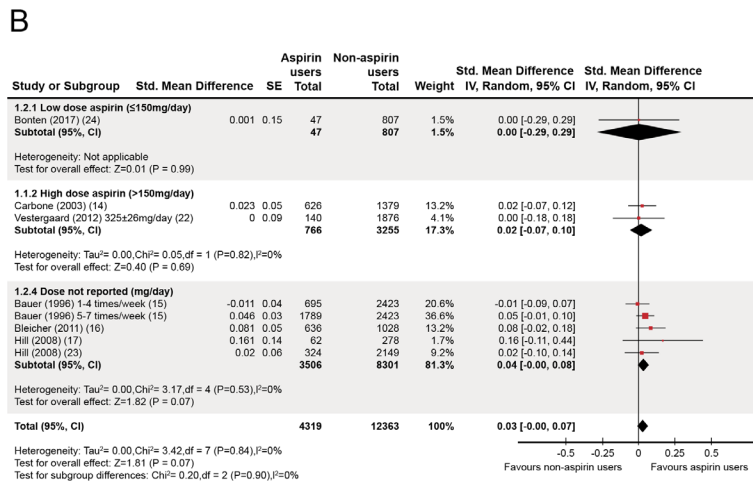 B
Aspirin Non-aspirin
users users Std. Mean Difference Std. Mean Difference
Study or Subgroup Std. Mean Difference SE Total Total Weight IV, Random, 95% CI IV, Random, 95% CI
1.2.1 Low dose aspirin (≤150mg/day)
Bonten (2017) (24) 0.001 0.15 47 807 1.5% 0.00 [-0.29, 0.29]
Subtotal (95%, CI) 47 807 1.5% 0.00 [-0.29, 0.29]
Heterogeneity: Not applicable
Test for overall effect: Z=0.01 (P = 0.99)
1.1.2 High dose aspirin (>150mg/day)
Carbone (2003) (14) 0.023 0.05 626 1379 13.2% 0.02 [-0.07, 0.12]
Vestergaard (2012) 325±26mg/day (22) 0 0.09 140 1876 4.1% 0.00 [-0.18, 0.18]
Subtotal (95%, CI) 766 3255 17.3% 0.02 [-0.07, 0.10]
Heterogeneity: Tau²= 0.00,Chi²= 0.05,df = 1 (P=0.82),I²=0%
Test for overall effect: Z=0.40 (P = 0.69)
1.2.4 Dose not reported (mg/day)
Bauer (1996) 1-4 times/week (15) -0.011 0.04 695 2423 20.6% -0.01 [-0.09, 0.07]
Bauer (1996) 5-7 times/week (15) 0.046 0.03 1789 2423 36.6% 0.05 [-0.01, 0.10]
Bleicher (2011) (16) 0.081 0.05 636 1028 13.2% 0.08 [-0.02, 0.18]
Hill (2008) (17) 0.161 0.14 62 278 1.7% 0.16 [-0.11, 0.44]
Hill (2008) (23) 0.02 0.06 324 2149 9.2% 0.02 [-0.10, 0.14]
Subtotal (95%, CI) 3506 8301 81.3% 0.04 [-0.00, 0.08]
Heterogeneity: Tau²= 0.00,Chi²= 3.17,df = 4 (P=0.53),I²=0%
Test for overall effect: Z=1.82 (P = 0.07)
Total (95%, CI) 4319 12363 100% 0.03 [-0.00, 0.07]
Heterogeneity: Tau²= 0.00,Chi²= 3.42,df = 7 (P=0.84),I²=0%
Test for overall effect: Z=1.81 (P = 0.07)
Test for subgroup differences: Chi²= 0.20,df = 2 (P=0.90),I²=0%
-0.5 -0.25 0 0.25 0.5
Favours non-aspirin users Favours aspirin users